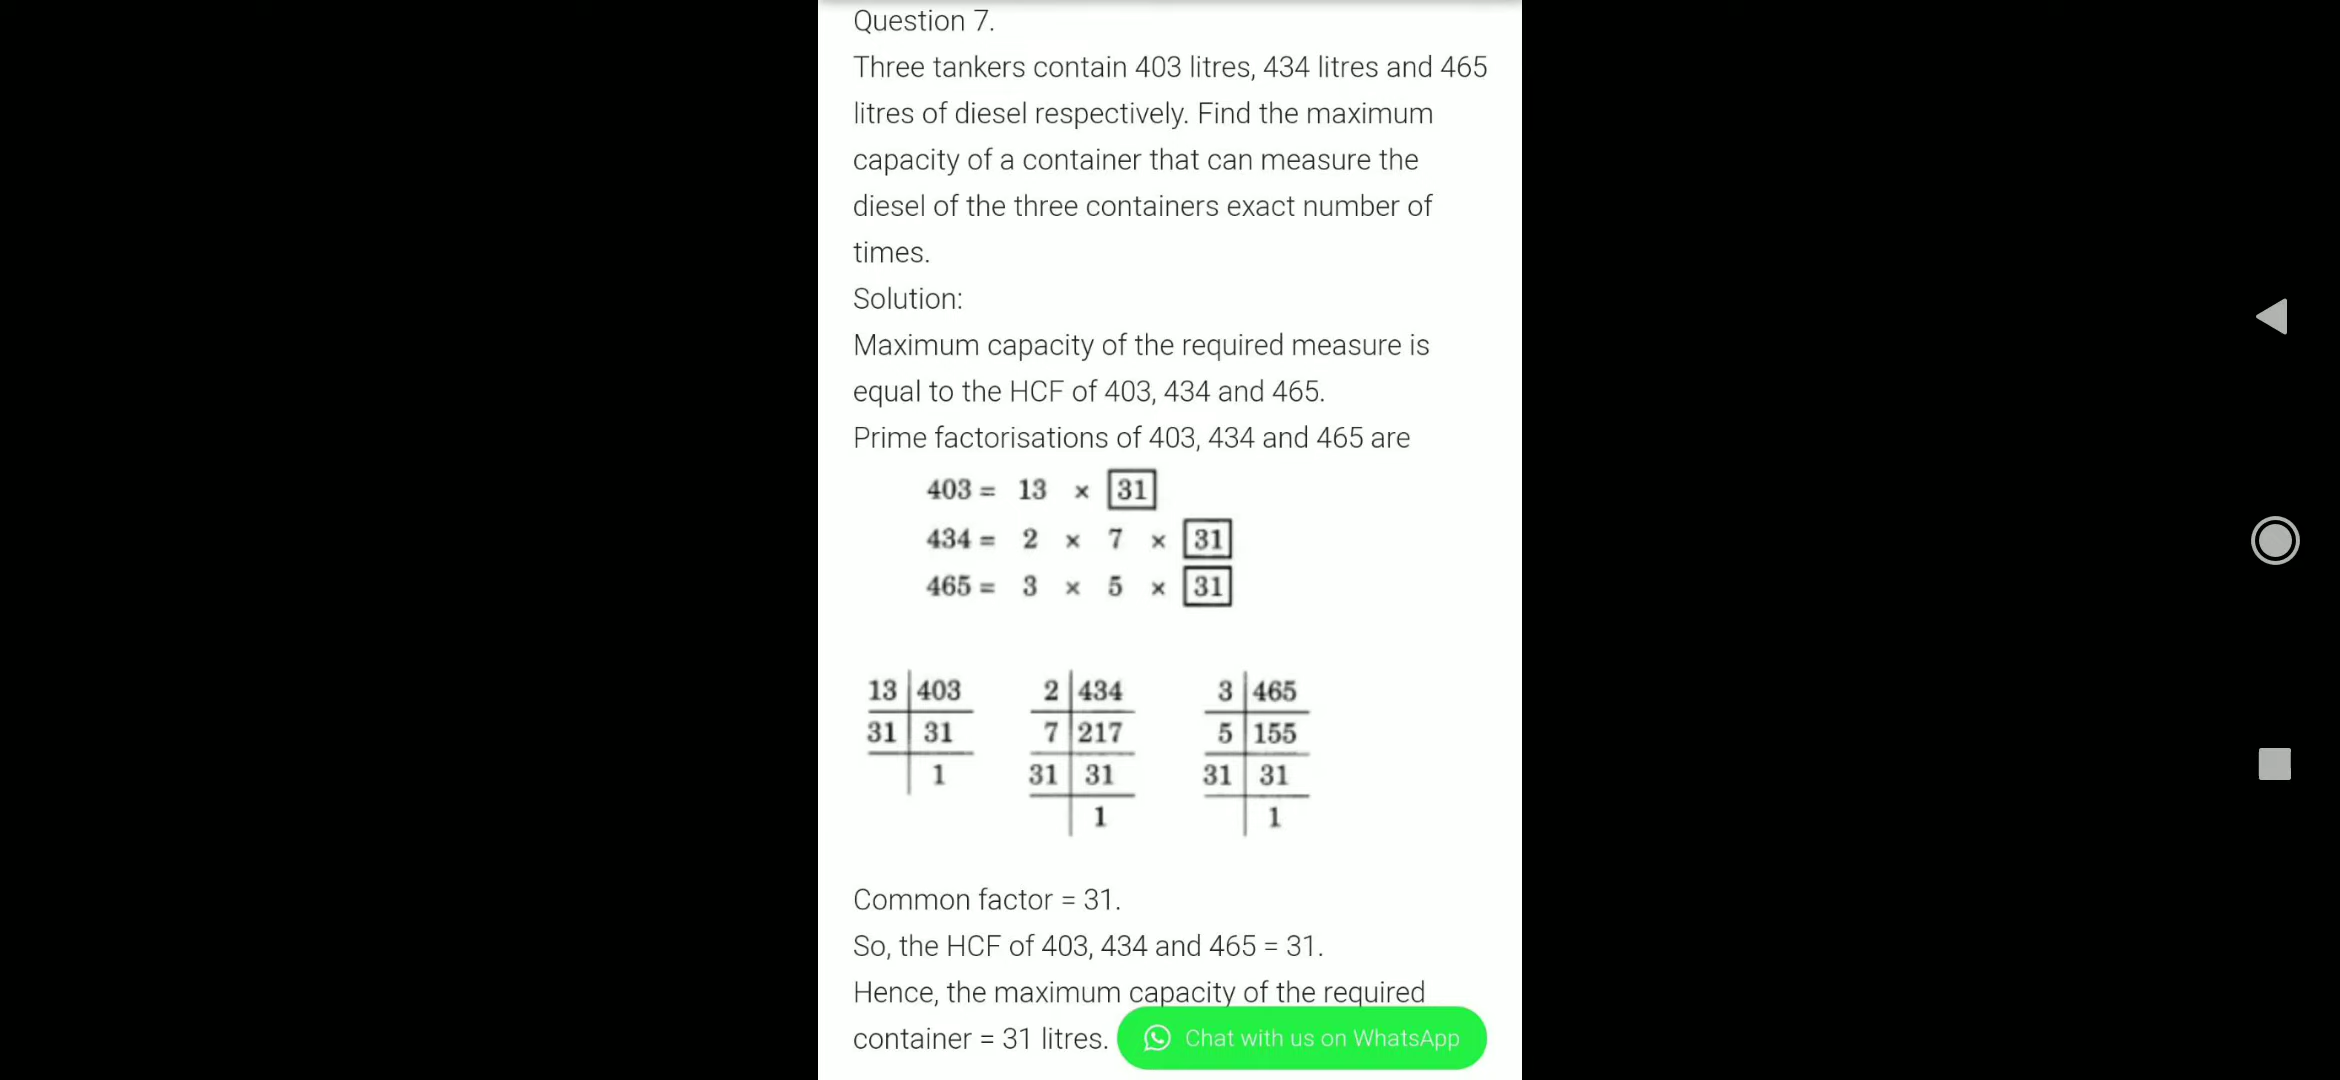 Question 7.
Three tankers contain 403 litres, 434 litres and 465
litres of diesel respectively. Find the maximum
capacity of a container that can measure the
diesel of the three containers exact number of
times.
Solution:
Maximum capacity of the required measure is
equal to the HCF of 403, 434 and 465.
Prime factorisations of 403, 434 and 465 are
403 = 13 × 31
434 = 2 × 7 × 31
465 = 3 × 5 × 31
13 403 2 434 3 465
31 31 7 217 5 155
1 31 31 31 31
1 1
Common factor = 31.
So, the HCF of 403, 434 and 465 = 31.
Hence, the maximum capacity of the required
container = 31 litres.
Chat with us on WhatsApp